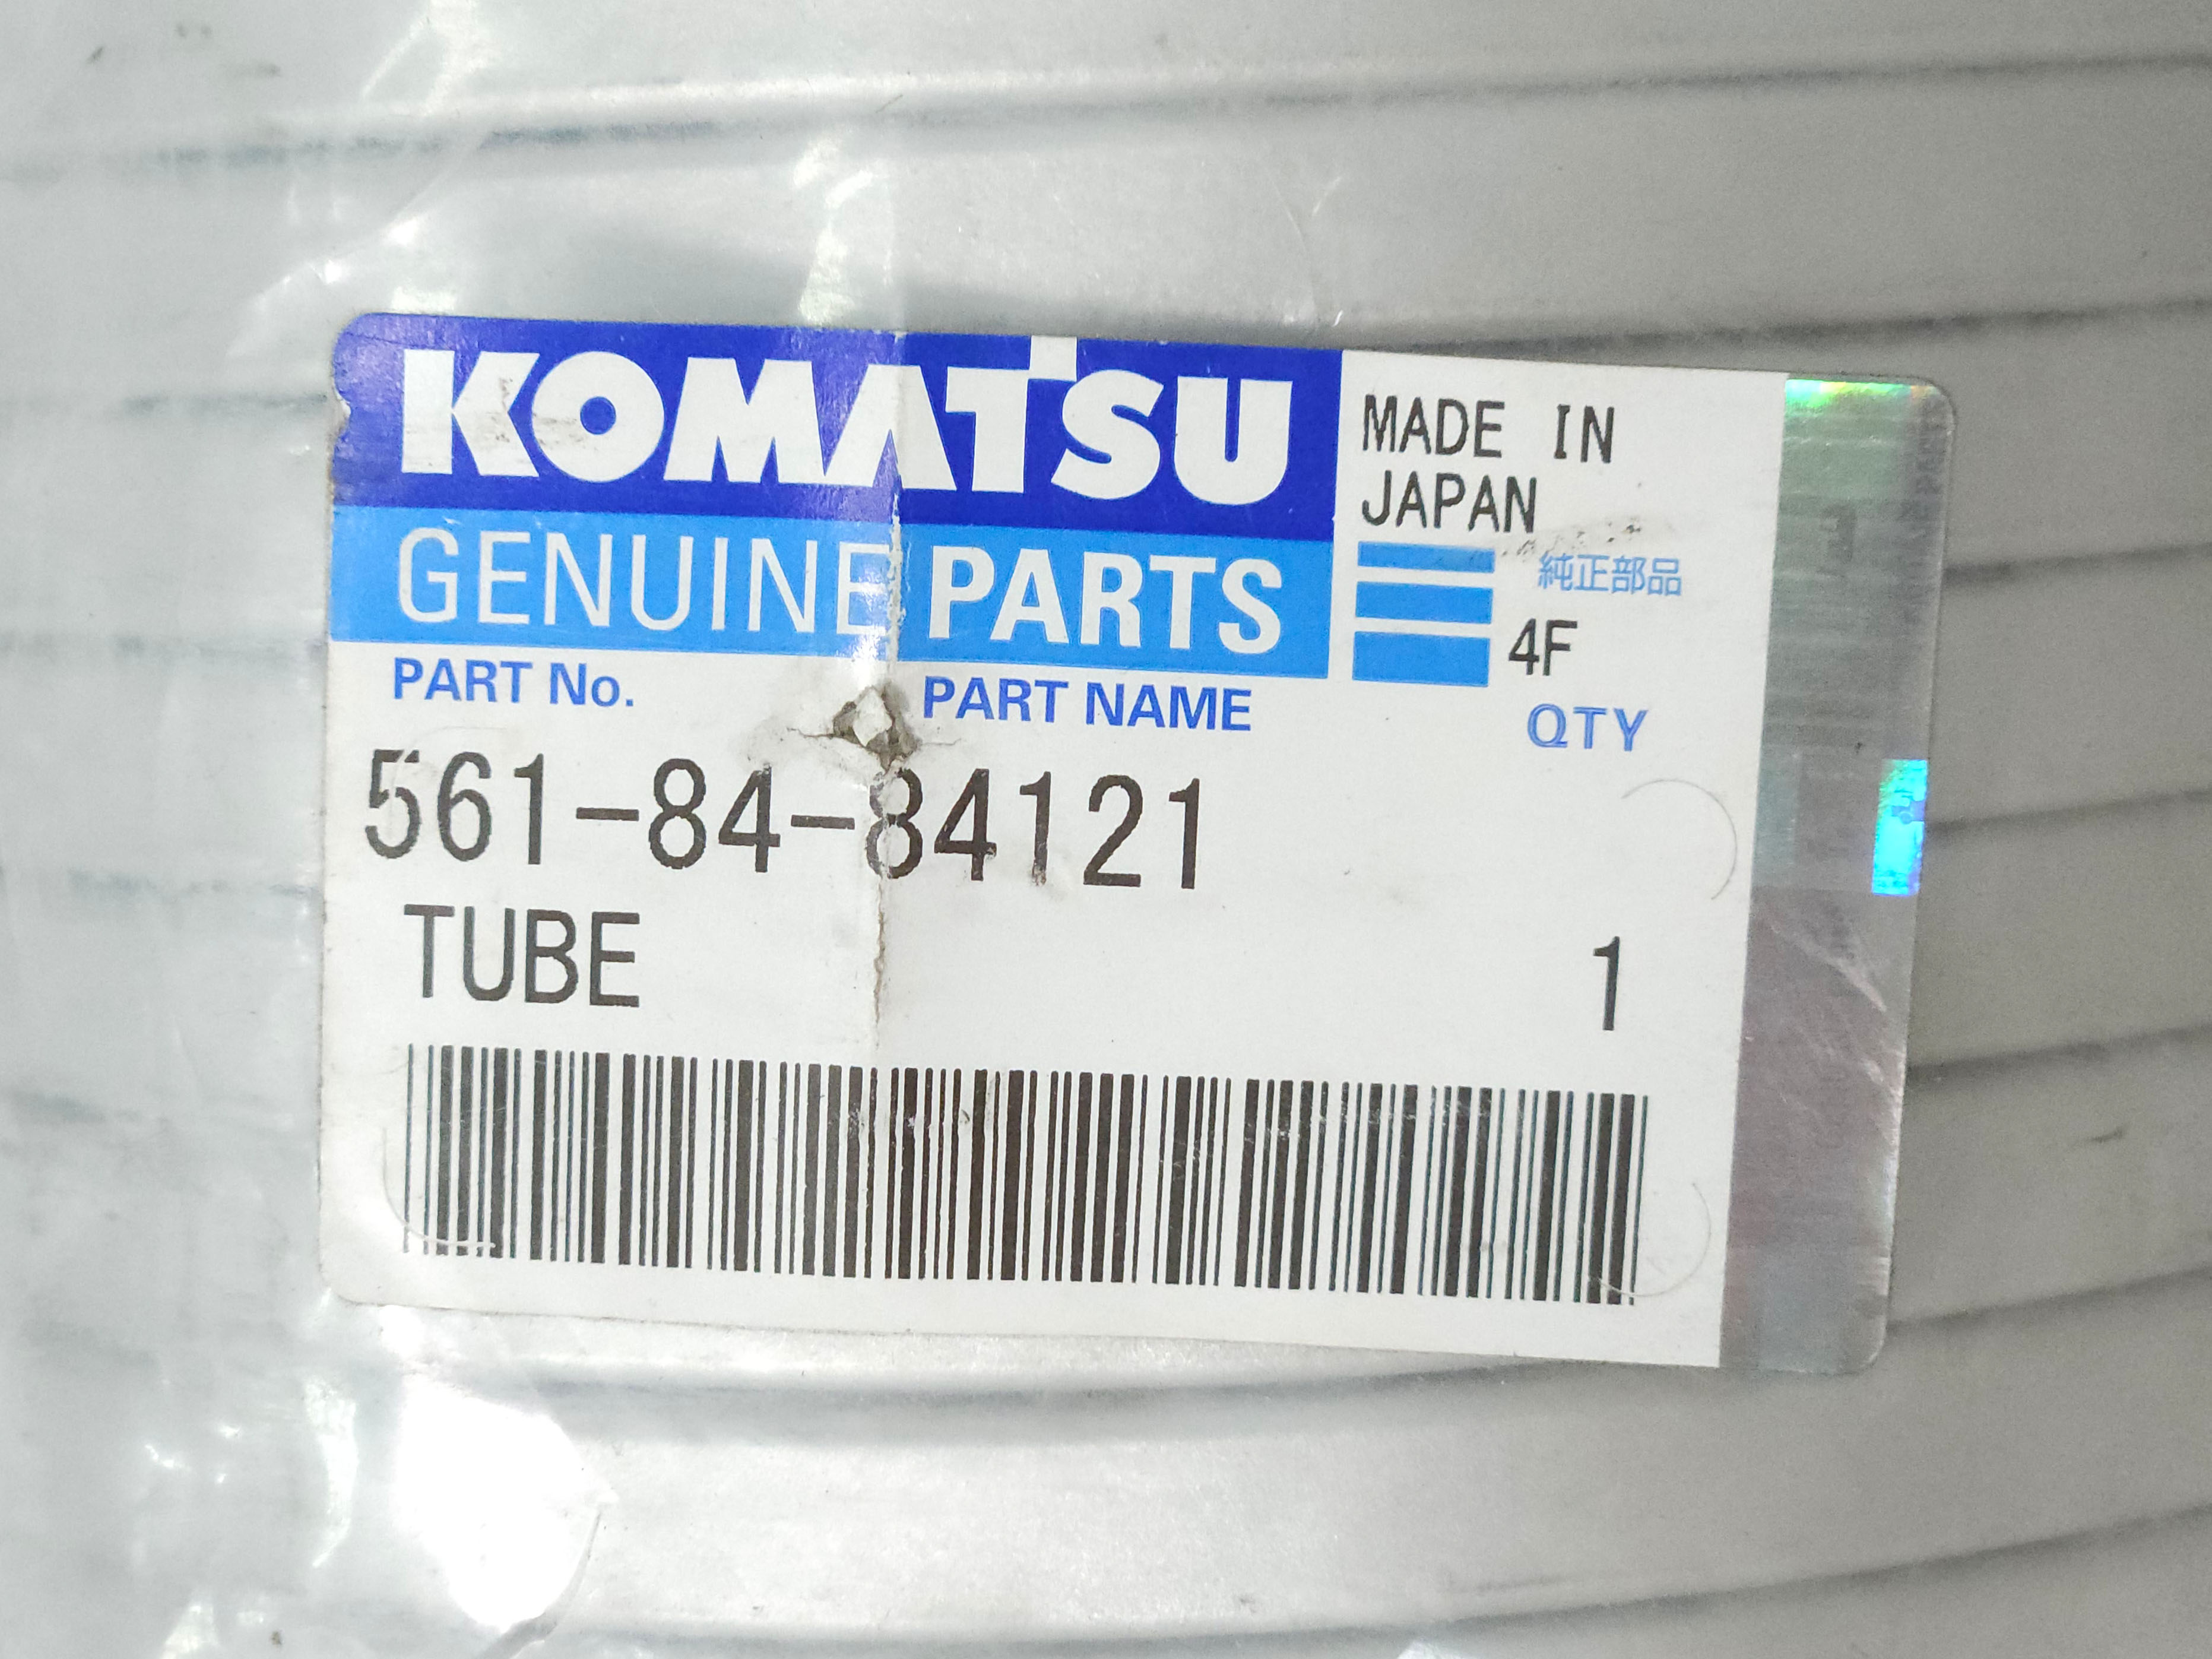 KOMATSU
GENUINE PARTS
MADE IN
JAPAN
純正部品
4F
PART No.
PART NAME
QTY
561-84-84121
TUBE
1